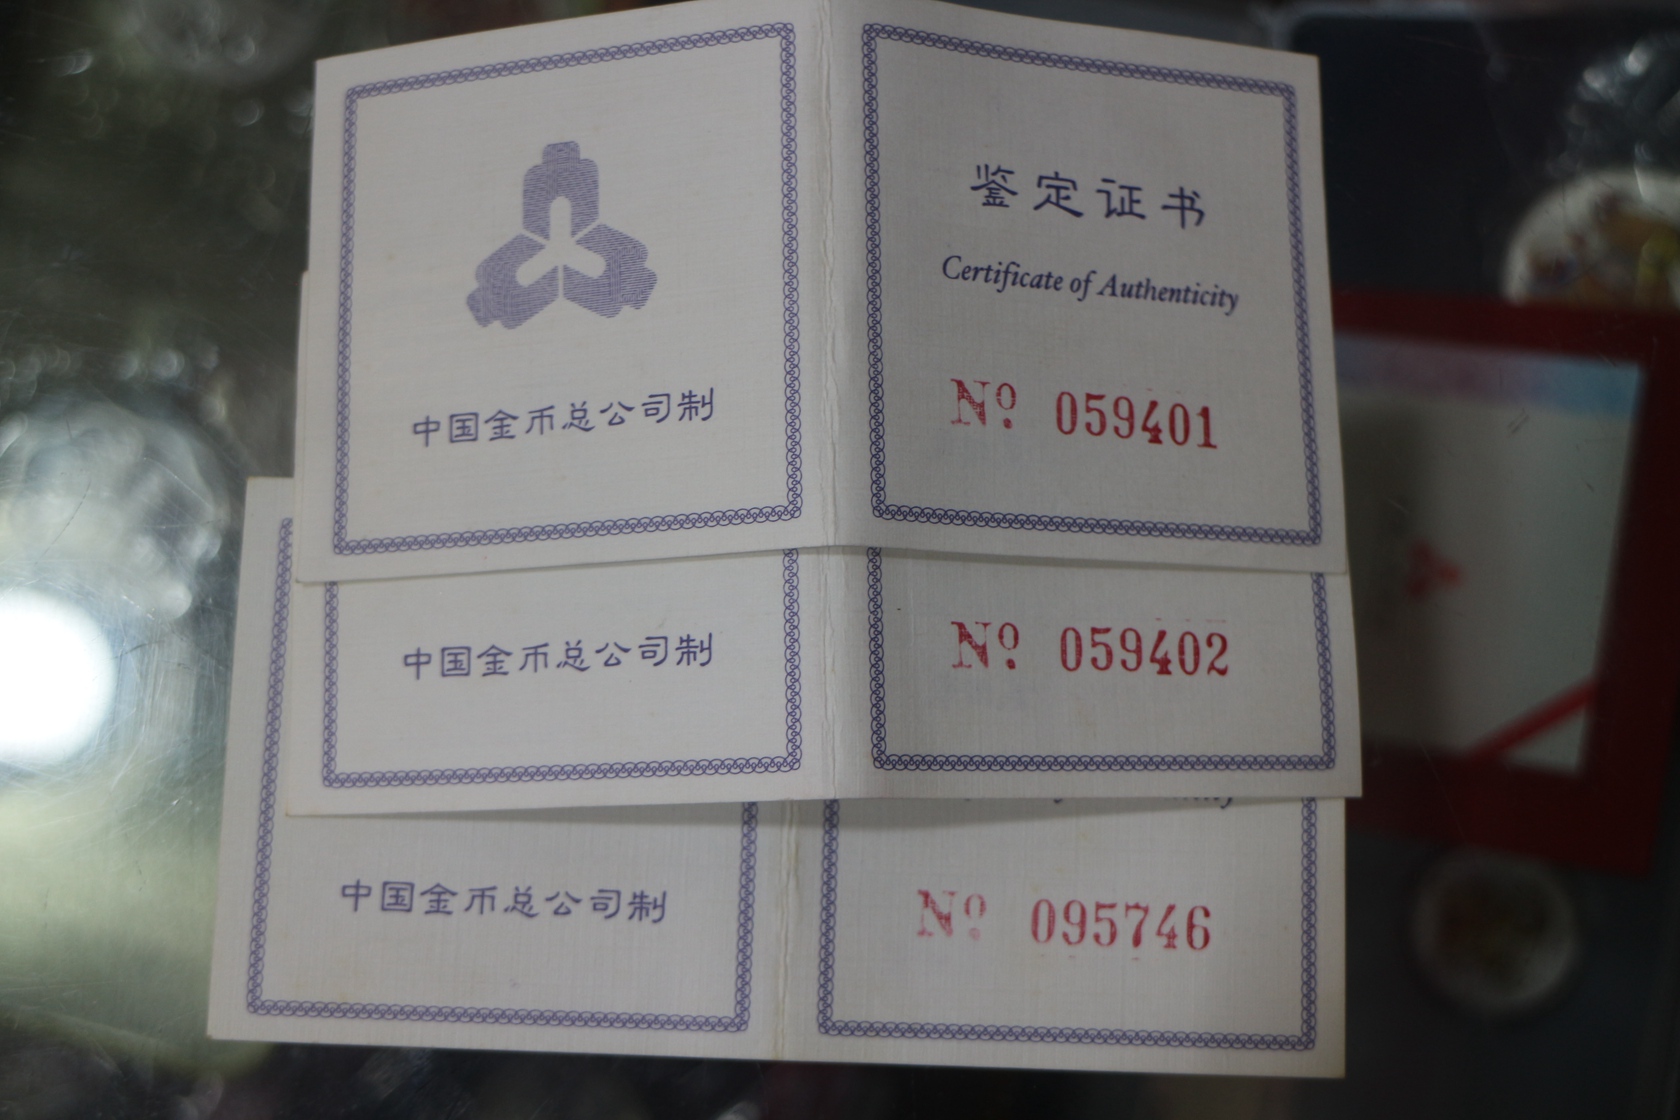 中国金币总公司制
鉴定证书
Certificate of Authenticity
Nº 059401
中国金币总公司制
Nº 059402
中国金币总公司制
Nº 095746